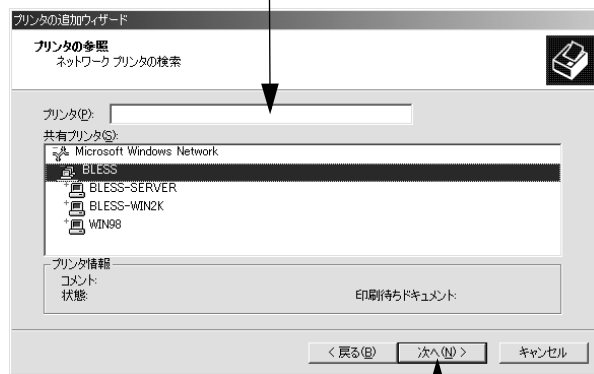 プリンタの追加ウィザード
プリンタの参照
ネットワーク プリンタの検索
プリンタ(P):
共有プリンタ(S):
Microsoft Windows Network
BLESS
BLESS-SERVER
BLESS-WIN2K
WIN98
プリンタ情報
コメント:
状態: 印刷待ちドキュメント:
< 戻る(B) 次へ(N) > キャンセル